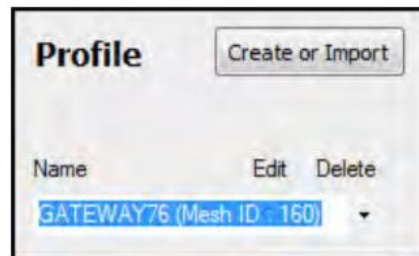 Profile Create or Import
Name Edit Delete
GATEWAY76 (Mesh ID : 160)